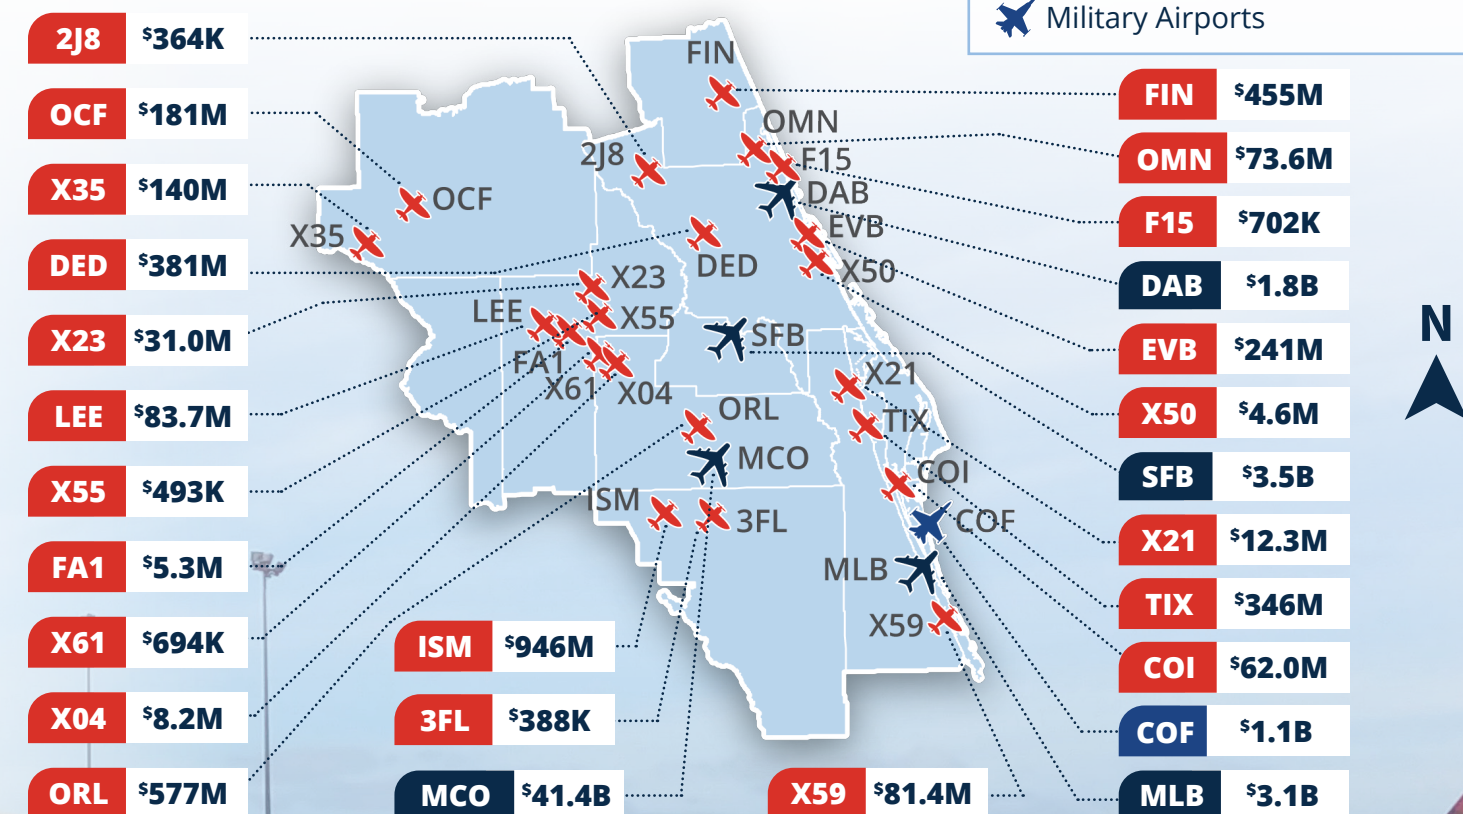 Military Airports
2J8 $364K
OCF $181M
X35 $140M
DED $381M
X23 $31.0M
LEE $83.7M
X55 $493K
FA1 $5.3M
X61 $694K
X04 $8.2M
ORL $577M
FIN
OMN
2J8
F15
DAB
OCF
EVB
X35
DED
X50
X23
LEE
X55
SFB
FA1
X61
X04
X21
ORL
TIX
MCO
COI
ISM
3FL
COF
MLB
X59
ISM $946M
3FL $388K
MCO $41.4B
X59 $81.4M
FIN $455M
OMN $73.6M
F15 $702K
DAB $1.8B
EVB $241M
X50 $4.6M
SFB $3.5B
X21 $12.3M
TIX $346M
COI $62.0M
COF $1.1B
MLB $3.1B
N